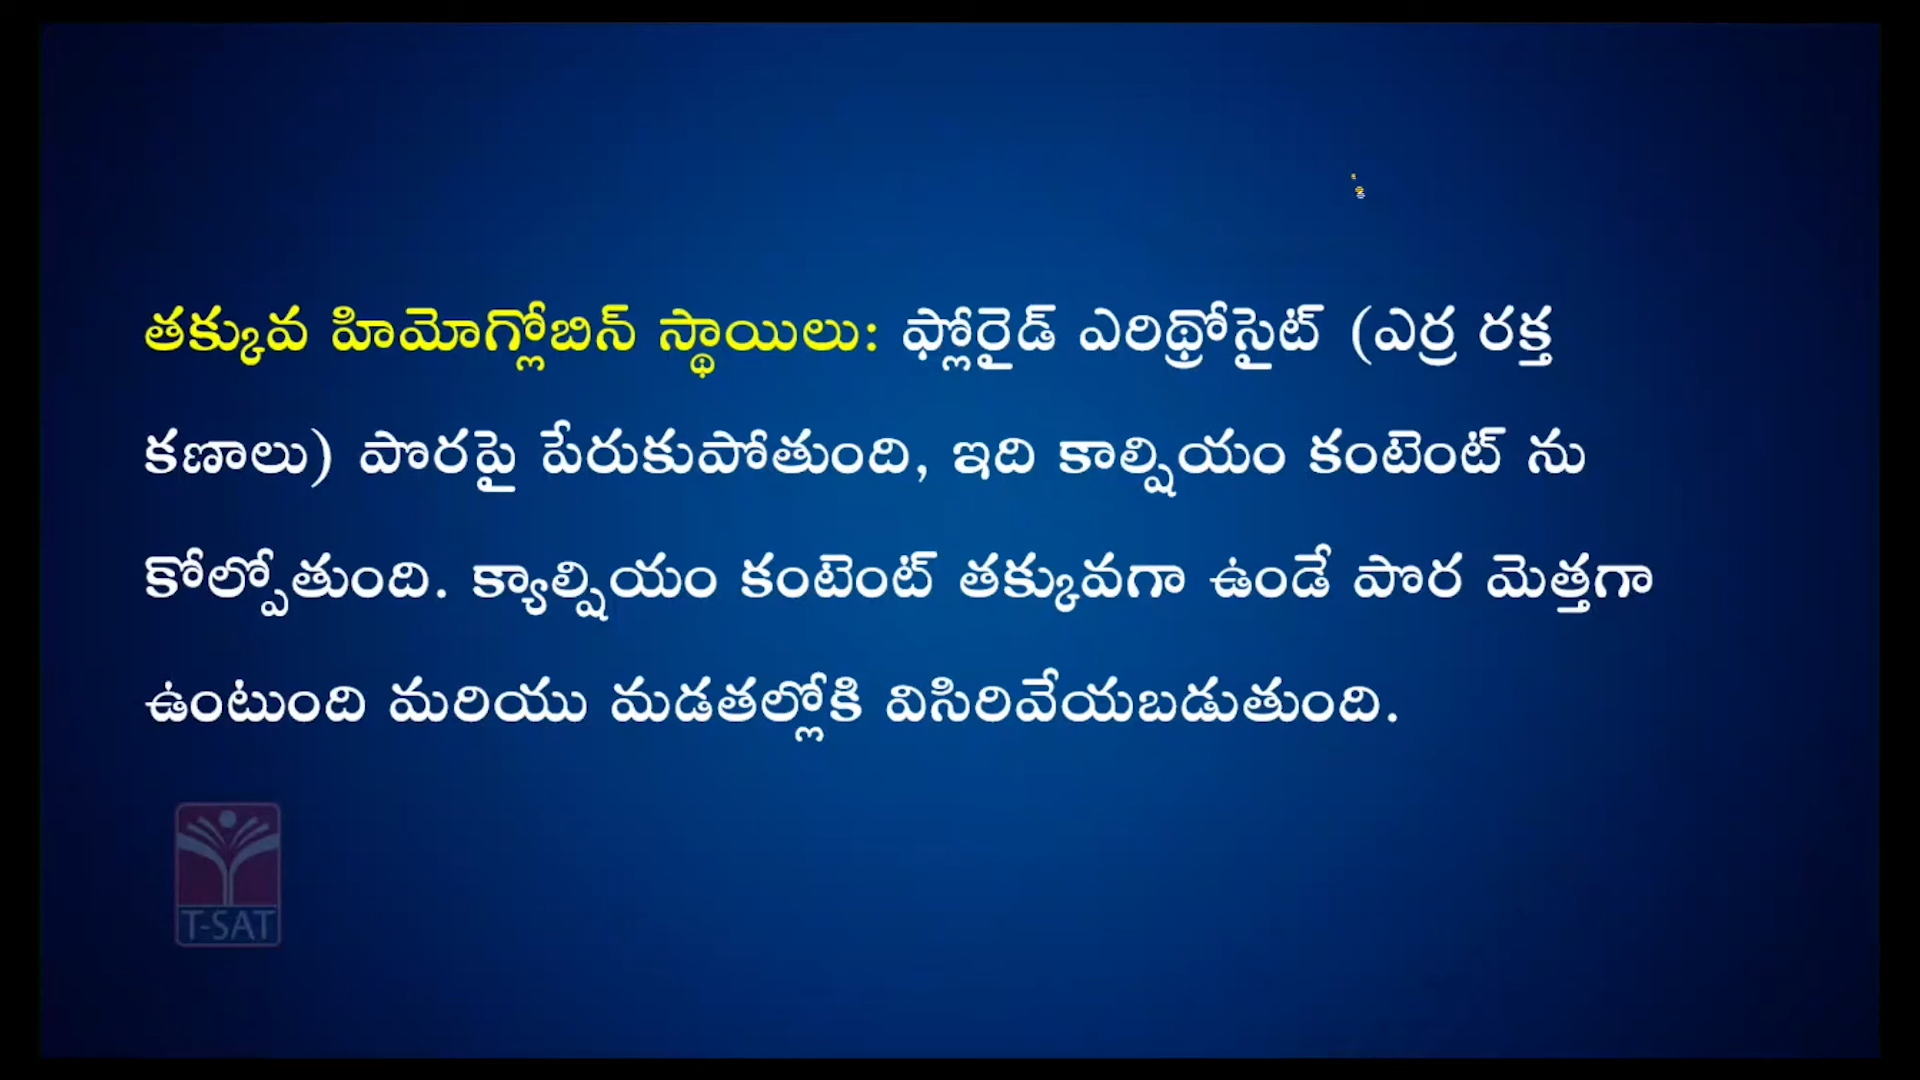 తక్కువ హిమోగ్లోబిన్ స్థాయిలు: ఫ్లోరైడ్ ఎరిథ్రోసైట్ (ఎర్ర రక్త
కణాలు) పొరపై పేరుకుపోతుంది, ఇది కాల్షియం కంటెంట్ ను
కోల్పోతుంది. క్యాల్షియం కంటెంట్ తక్కువగా ఉండే పొర మెత్తగా
ఉంటుంది మరియు మడతల్లోకి విసిరివేయబడుతుంది.
T-SAT